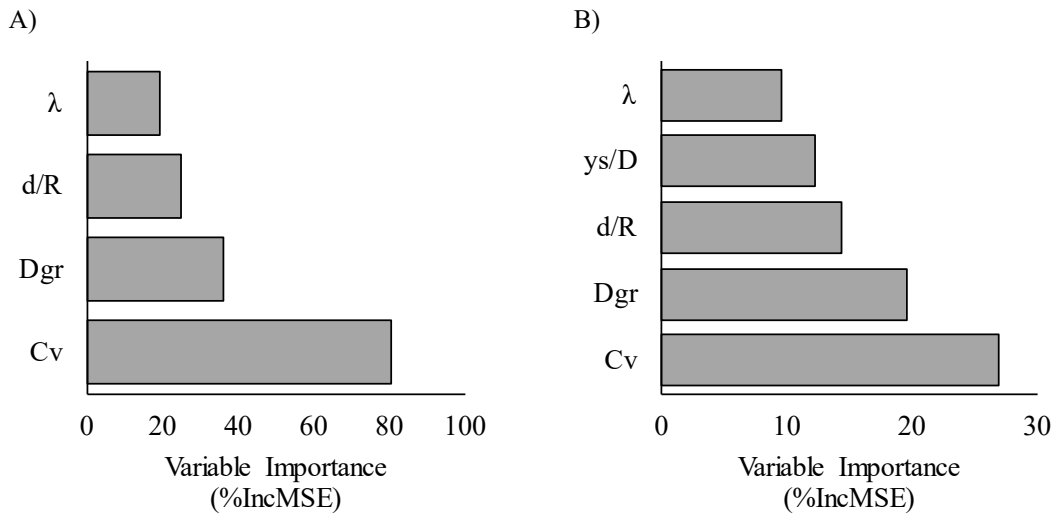 A)
λ
d/R
Dgr
Cv
0 20 40 60 80 100
Variable Importance
(%IncMSE)
B)
λ
ys/D
d/R
Dgr
Cv
0 10 20 30
Variable Importance
(%IncMSE)